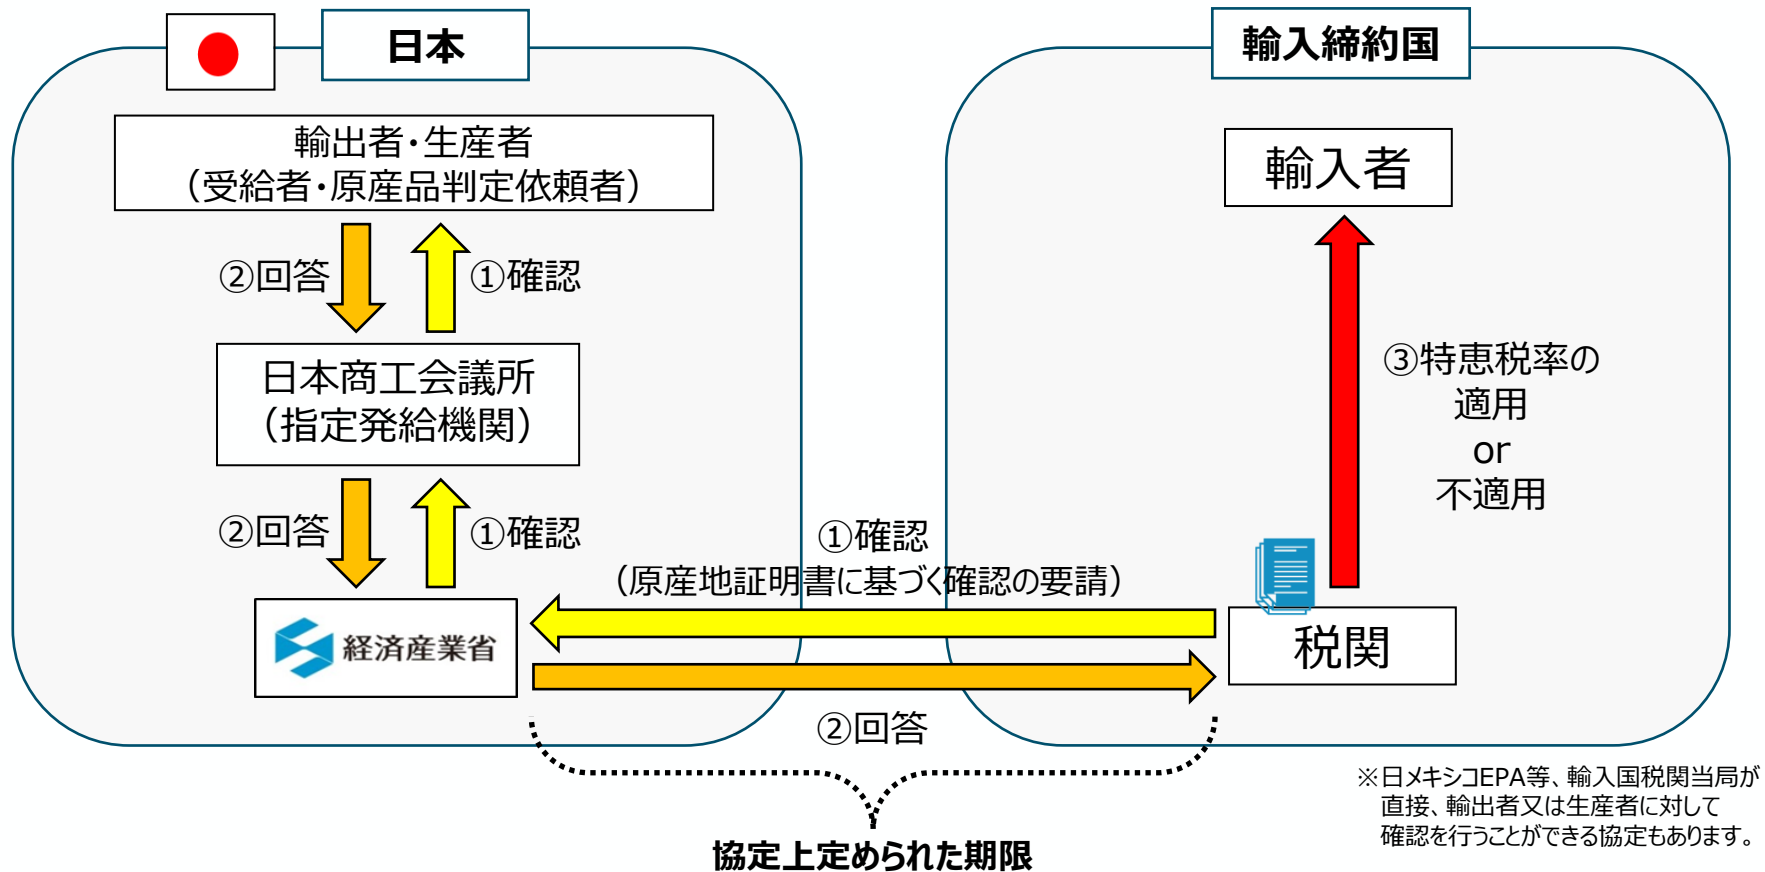 日本
輸出者・生産者
（受給者・原産品判定依頼者）
②回答
①確認
日本商工会議所
（指定発給機関）
②回答
①確認
経済産業省
①確認
（原産地証明書に基づく確認の要請）
②回答
協定上定められた期限
輸入締約国
輸入者
③特恵税率の
適用
or
不適用
税関
※日メキシコEPA等、輸入国税関当局が
直接、輸出者又は生産者に対して
確認を行うことができる協定もあります。